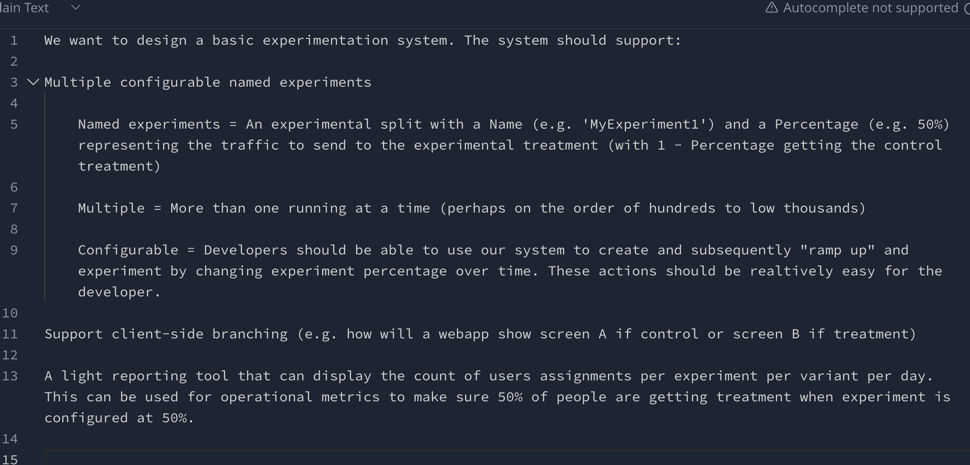 lain Text
Autocomplete not supported
1 We want to design a basic experimentation system. The system should support:
2
3 Multiple configurable named experiments
4
5 Named experiments = An experimental split with a Name (e.g. 'MyExperiment1') and a Percentage (e.g. 50%)
representing the traffic to send to the experimental treatment (with 1 - Percentage getting the control
treatment)
6
7 Multiple = More than one running at a time (perhaps on the order of hundreds to low thousands)
8
9 Configurable = Developers should be able to use our system to create and subsequently "ramp up" and
experiment by changing experiment percentage over time. These actions should be realtively easy for the
developer.
10
11 Support client-side branching (e.g. how will a webapp show screen A if control or screen B if treatment)
12
13 A light reporting tool that can display the count of users assignments per experiment per variant per day.
This can be used for operational metrics to make sure 50% of people are getting treatment when experiment is
configured at 50%.
14
15